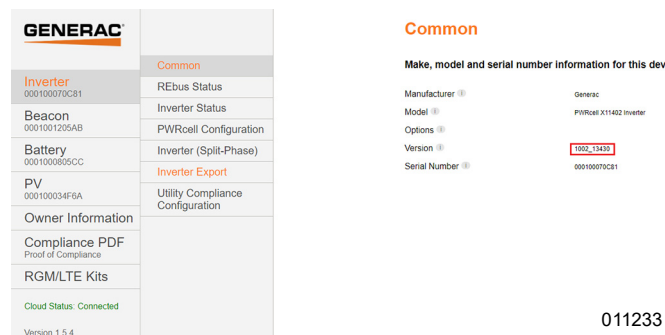 GENERAC
Inverter
000100070C81
Beacon
0001001205AB
Battery
0001000805CC
PV
000100034F6A
Owner Information
Compliance PDF
Proof of Compliance
RGM/LTE Kits
Cloud Status: Connected
Version 1.5.4
Common
REbus Status
Inverter Status
PWRcell Configuration
Inverter (Split-Phase)
Inverter Export
Utility Compliance
Configuration
Common
Make, model and serial number information for this dev
Manufacturer i
Generac
Model i
PWRcell X11402 Inverter
Options i
Version i
1002_13430
Serial Number i
000100070C81
011233